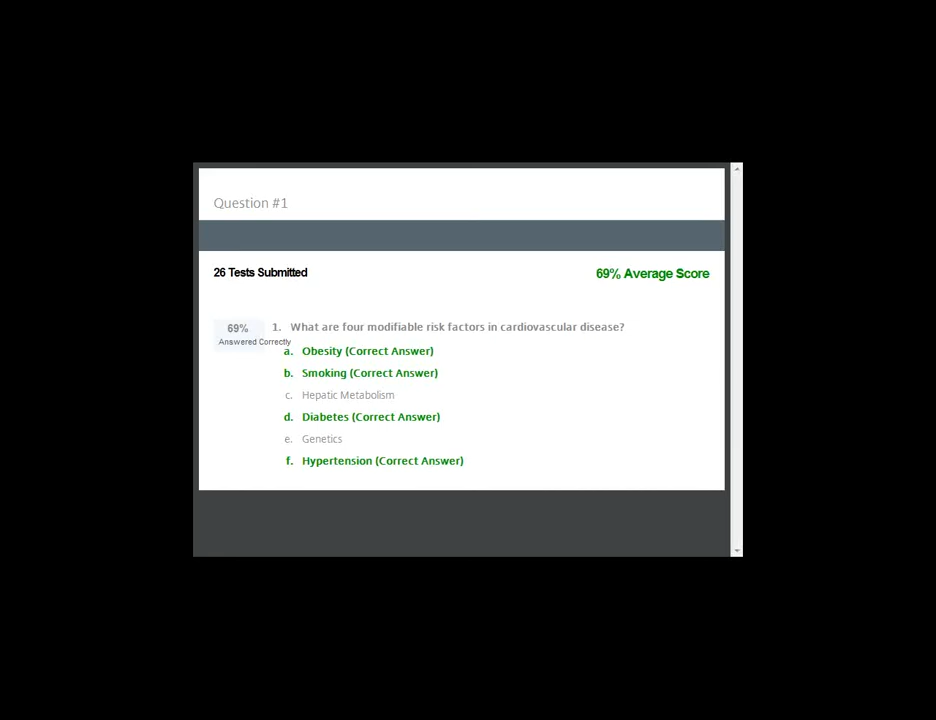 Question #1
26 Tests Submitted
69% Average Score
69%
Answered Correctly
1. What are four modifiable risk factors in cardiovascular disease?
a. Obesity (Correct Answer)
b. Smoking (Correct Answer)
c. Hepatic Metabolism
d. Diabetes (Correct Answer)
e. Genetics
f. Hypertension (Correct Answer)